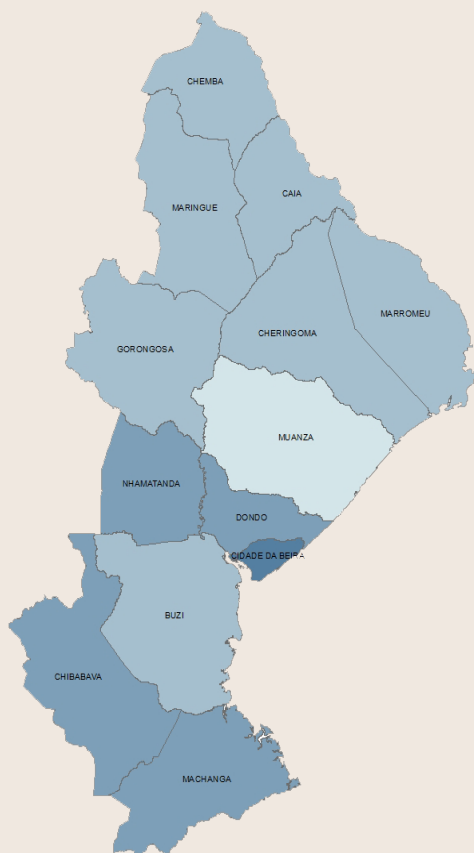 CHEMBA
CAIA
MARINGUE
MARROMEU
CHERINGOMA
GORONGOSA
MUANZA
NHAMATANDA
DONDO
CIDADE DA BEIRA
BUZI
CHIBABAVA
MACHANGA